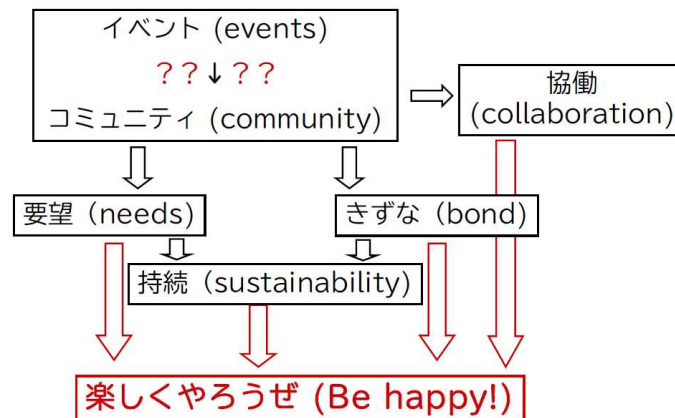 イベント (events)
？？↓？？
コミュニティ (community)
協働
(collaboration)
要望（needs)
きずな（bond)
持続（sustainability)
楽しくやろうぜ (Be happy!)